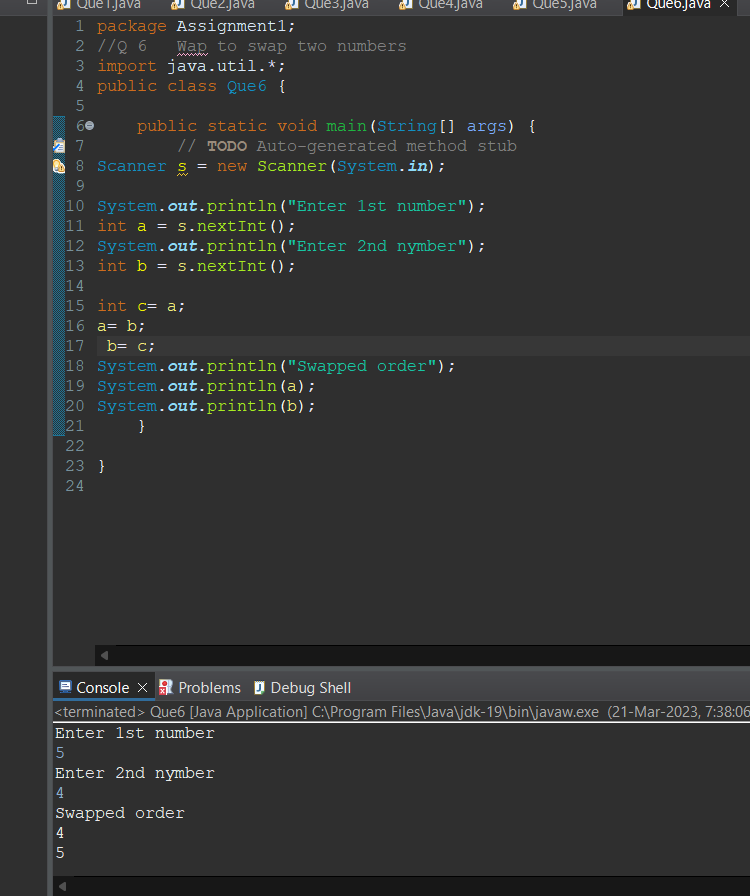 Que1.java Que2.java Que3.java Que4.java Que5.java Que6.java
1 package Assignment1;
2 //Q 6   Wap to swap two numbers
3 import java.util.*;
4 public class Que6 {
5
6     public static void main(String[] args) {
7         // TODO Auto-generated method stub
8 Scanner s = new Scanner(System.in);
9
10 System.out.println("Enter 1st number");
11 int a = s.nextInt();
12 System.out.println("Enter 2nd nymber");
13 int b = s.nextInt();
14
15 int c= a;
16 a= b;
17  b= c;
18 System.out.println("Swapped order");
19 System.out.println(a);
20 System.out.println(b);
21     }
22
23 }
24
Console Problems Debug Shell
<terminated> Que6 [Java Application] C:\Program Files\Java\jdk-19\bin\javaw.exe (21-Mar-2023, 7:38:06
Enter 1st number
5
Enter 2nd nymber
4
Swapped order
4
5